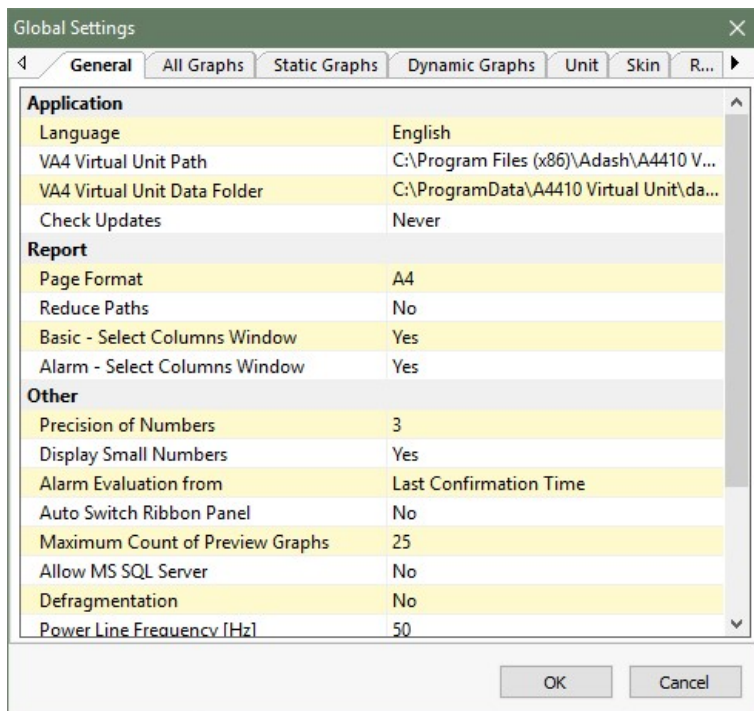 Global Settings
General All Graphs Static Graphs Dynamic Graphs Unit Skin R...
Application
Language English
VA4 Virtual Unit Path C:\Program Files (x86)\Adash\A4410 V...
VA4 Virtual Unit Data Folder C:\ProgramData\A4410 Virtual Unit\da...
Check Updates Never
Report
Page Format A4
Reduce Paths No
Basic - Select Columns Window Yes
Alarm - Select Columns Window Yes
Other
Precision of Numbers 3
Display Small Numbers Yes
Alarm Evaluation from Last Confirmation Time
Auto Switch Ribbon Panel No
Maximum Count of Preview Graphs 25
Allow MS SQL Server No
Defragmentation No
Power Line Frequency [Hz] 50
OK Cancel